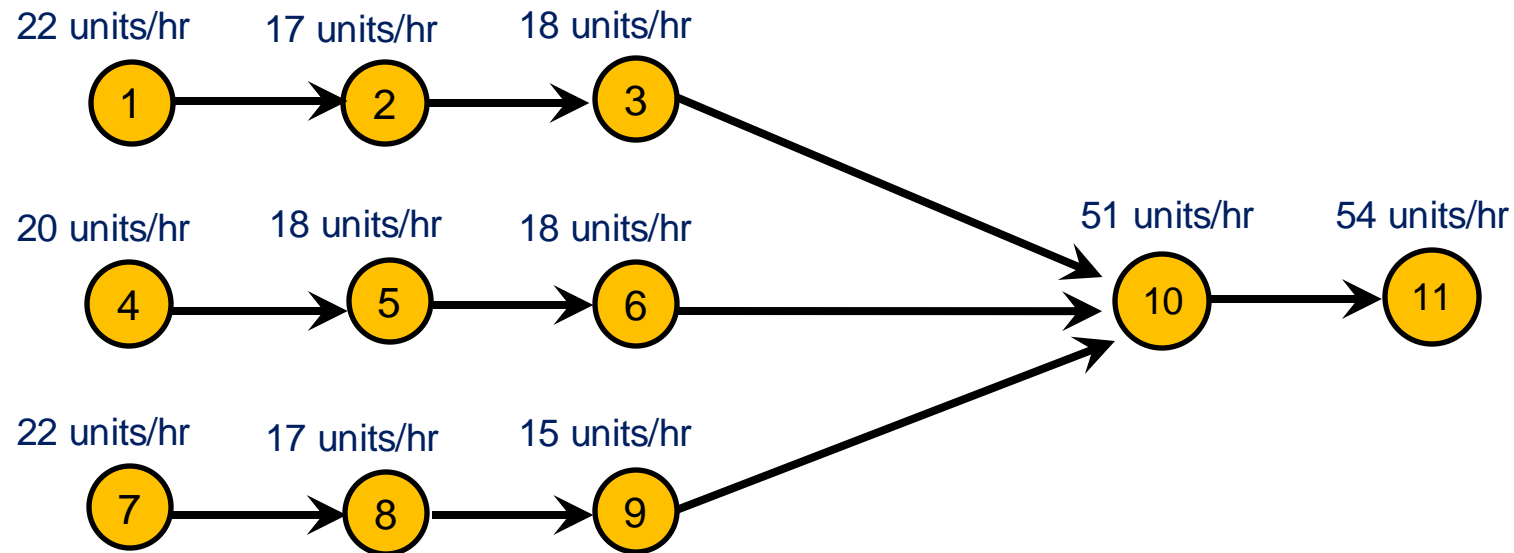 22 units/hr
17 units/hr
18 units/hr
1
2
3
20 units/hr
18 units/hr
18 units/hr
51 units/hr
54 units/hr
4
5
6
10
11
22 units/hr
17 units/hr
15 units/hr
7
8
9